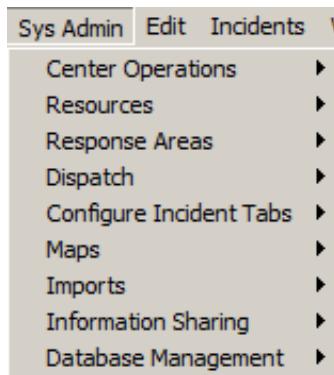 Sys Admin Edit Incidents
Center Operations
Resources
Response Areas
Dispatch
Configure Incident Tabs
Maps
Imports
Information Sharing
Database Management